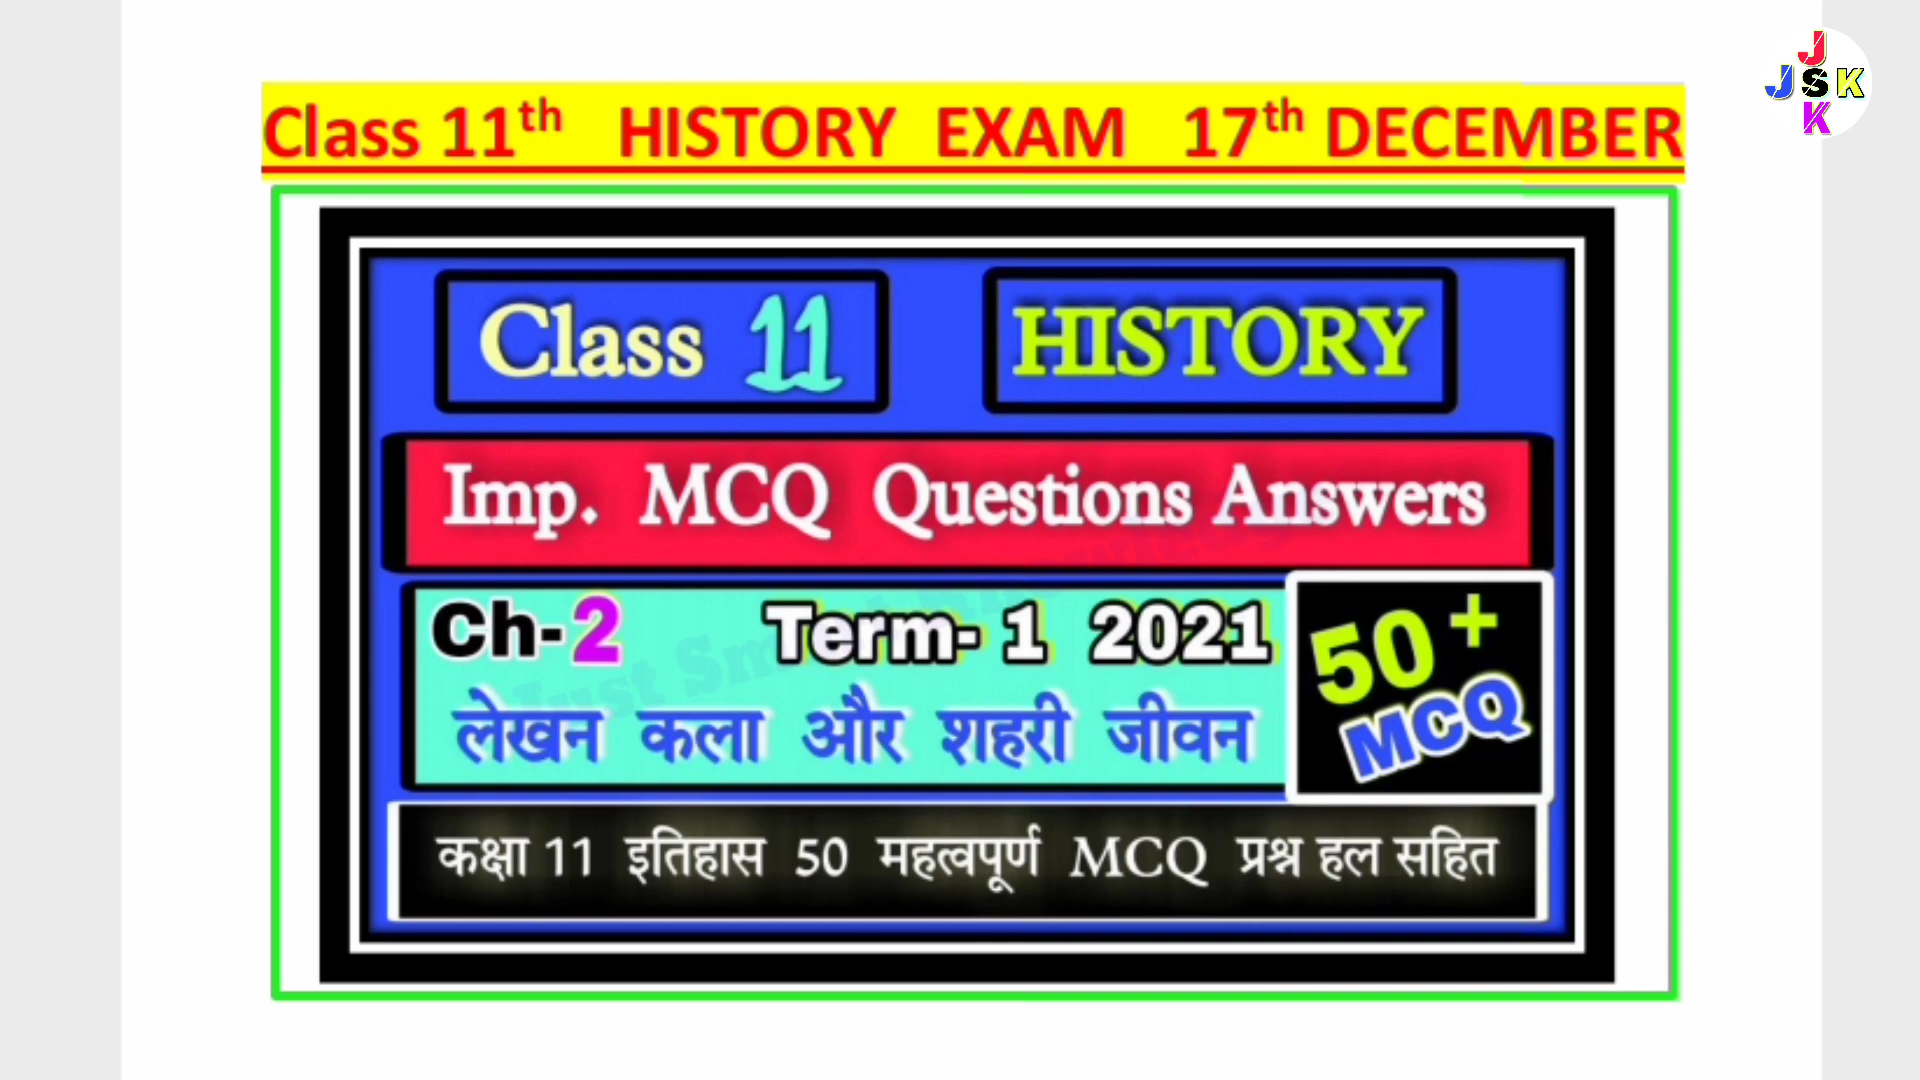 Class 11th HISTORY EXAM 17th DECEMBER
J
JSK
K
Class 11 HISTORY
Imp. MCQ Questions Answers
Ch-2 Term- 1 2021
50+
MCQ
लेखन कला और शहरी जीवन
कक्षा 11 इतिहास 50 महत्वपूर्ण MCQ प्रश्न हल सहित